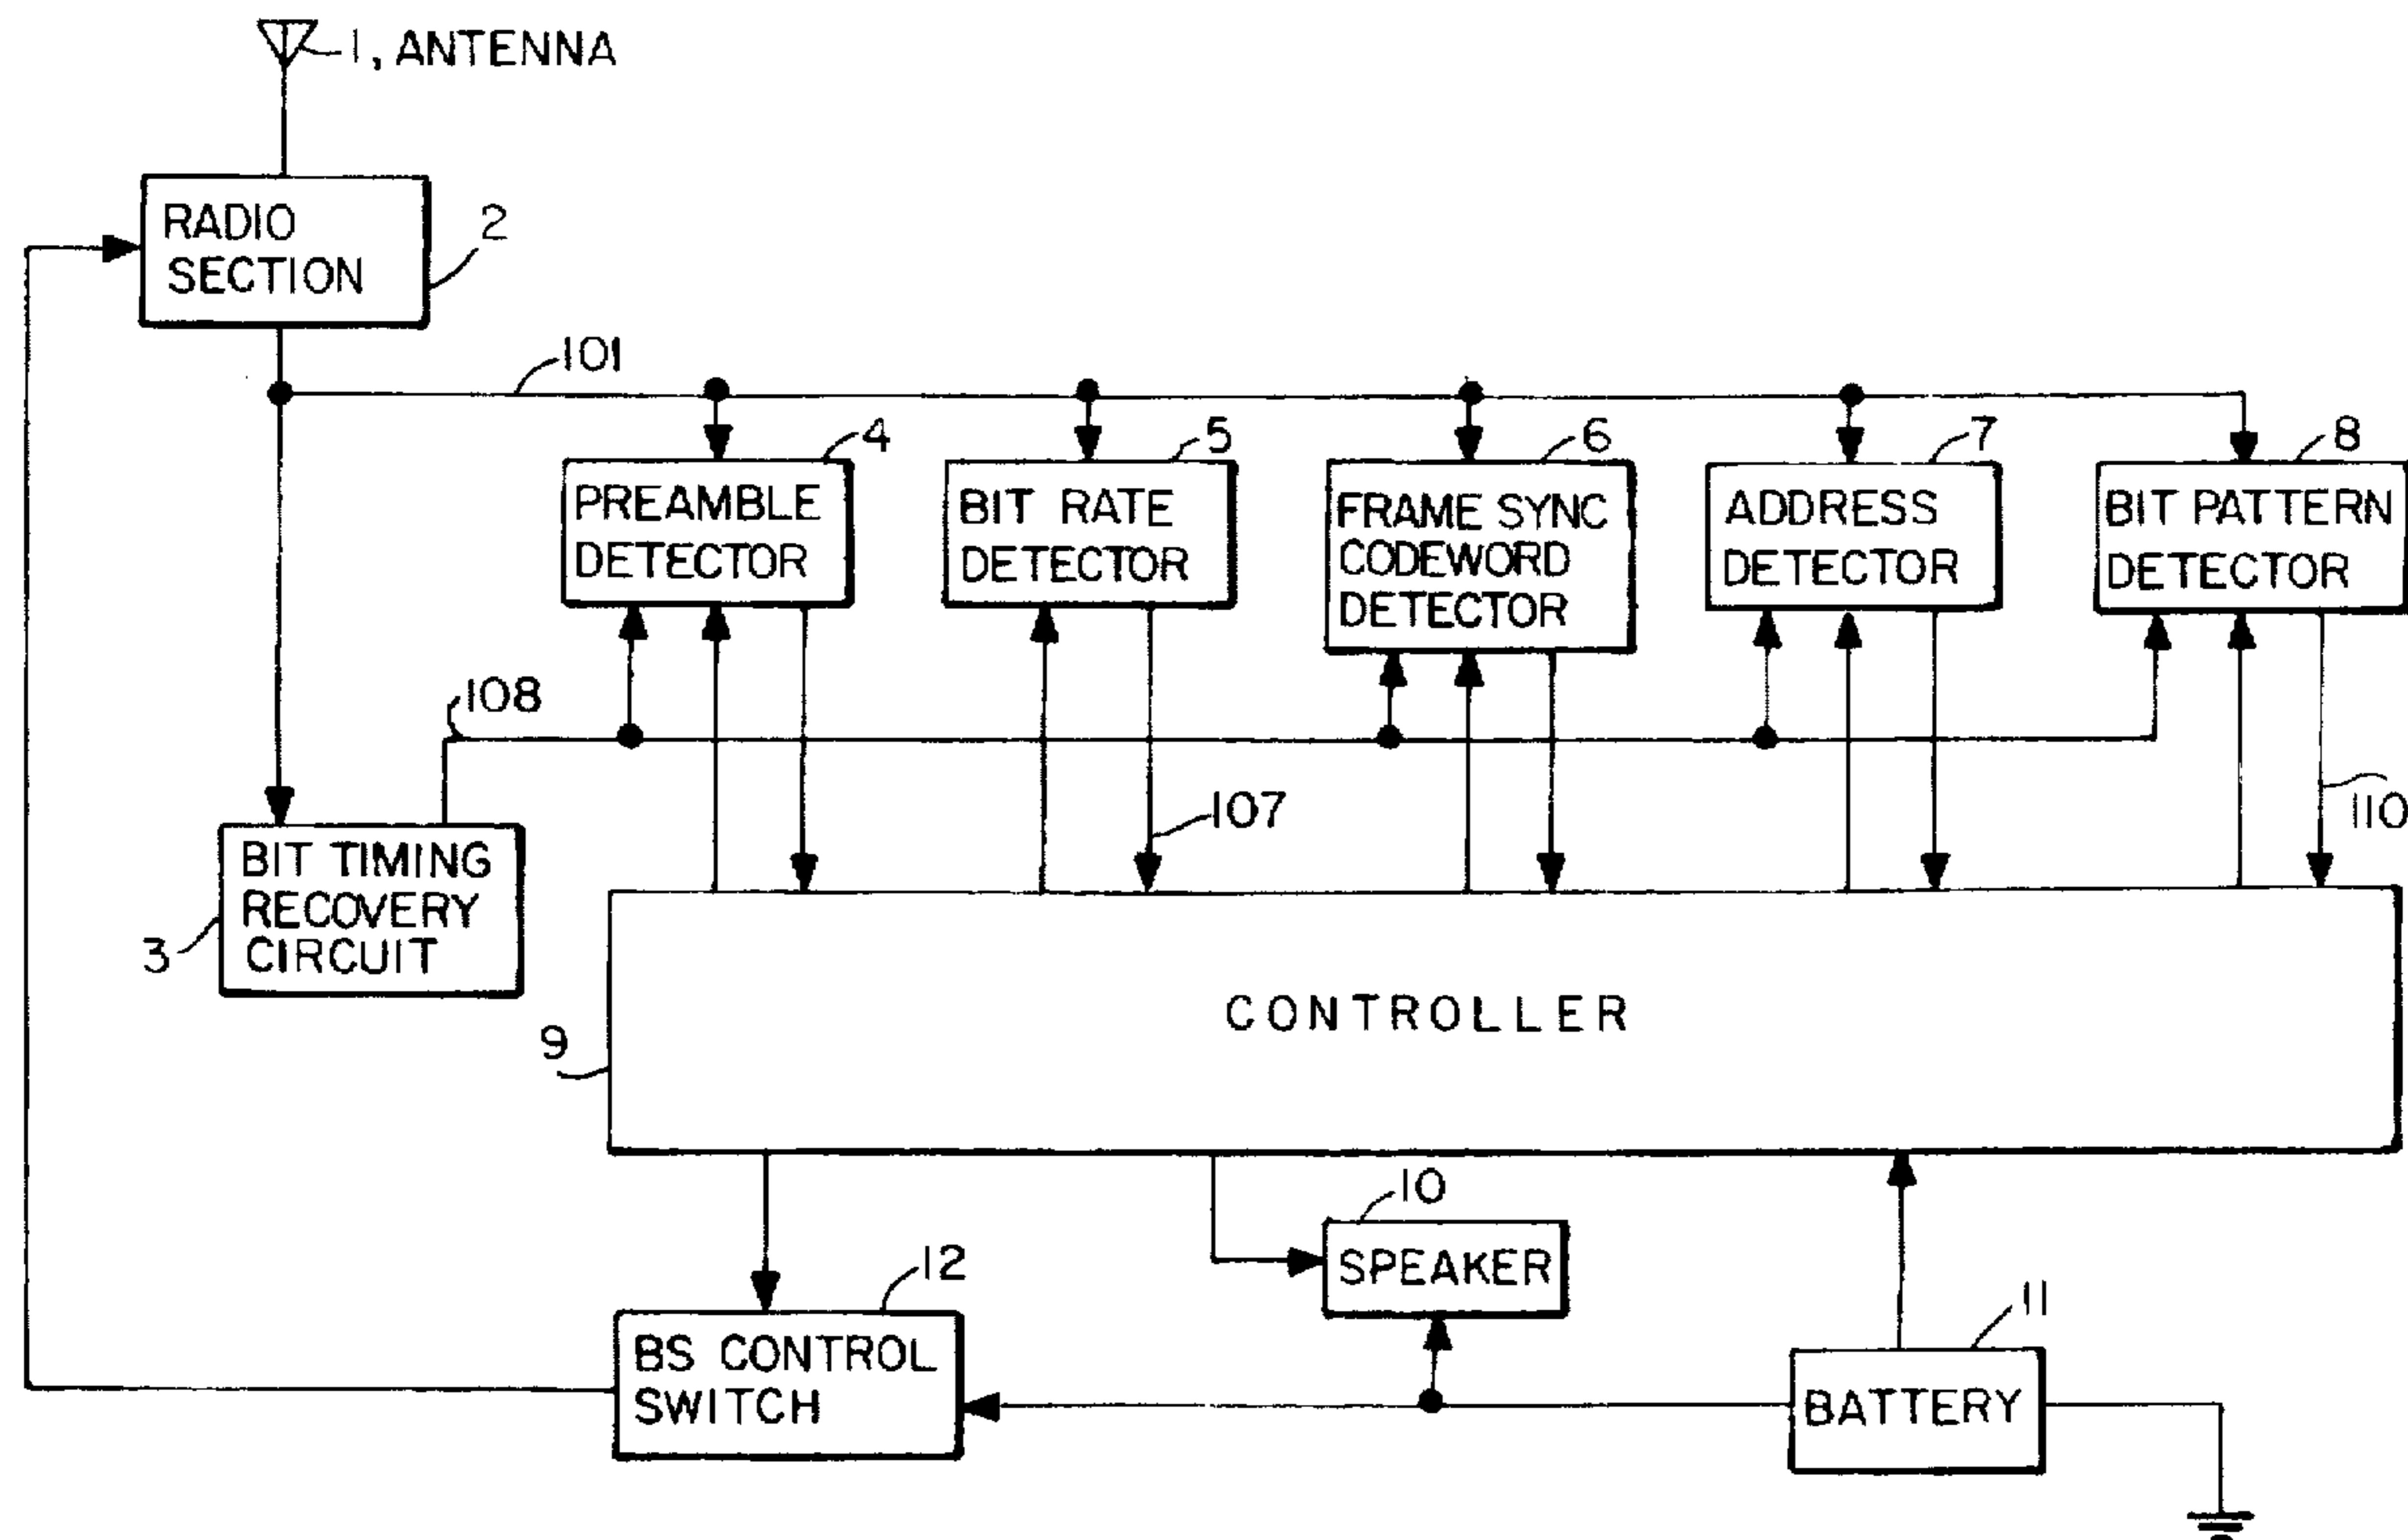 1, ANTENNA
RADIO
SECTION
2
101
4
5
6
7
8
PREAMBLE
DETECTOR
BIT RATE
DETECTOR
FRAME SYNC
CODEWORD
DETECTOR
ADDRESS
DETECTOR
BIT PATTERN
DETECTOR
108
107
110
BIT TIMING
RECOVERY
CIRCUIT
3
CONTROLLER
9
10
SPEAKER
12
BS CONTROL
SWITCH
11
BATTERY